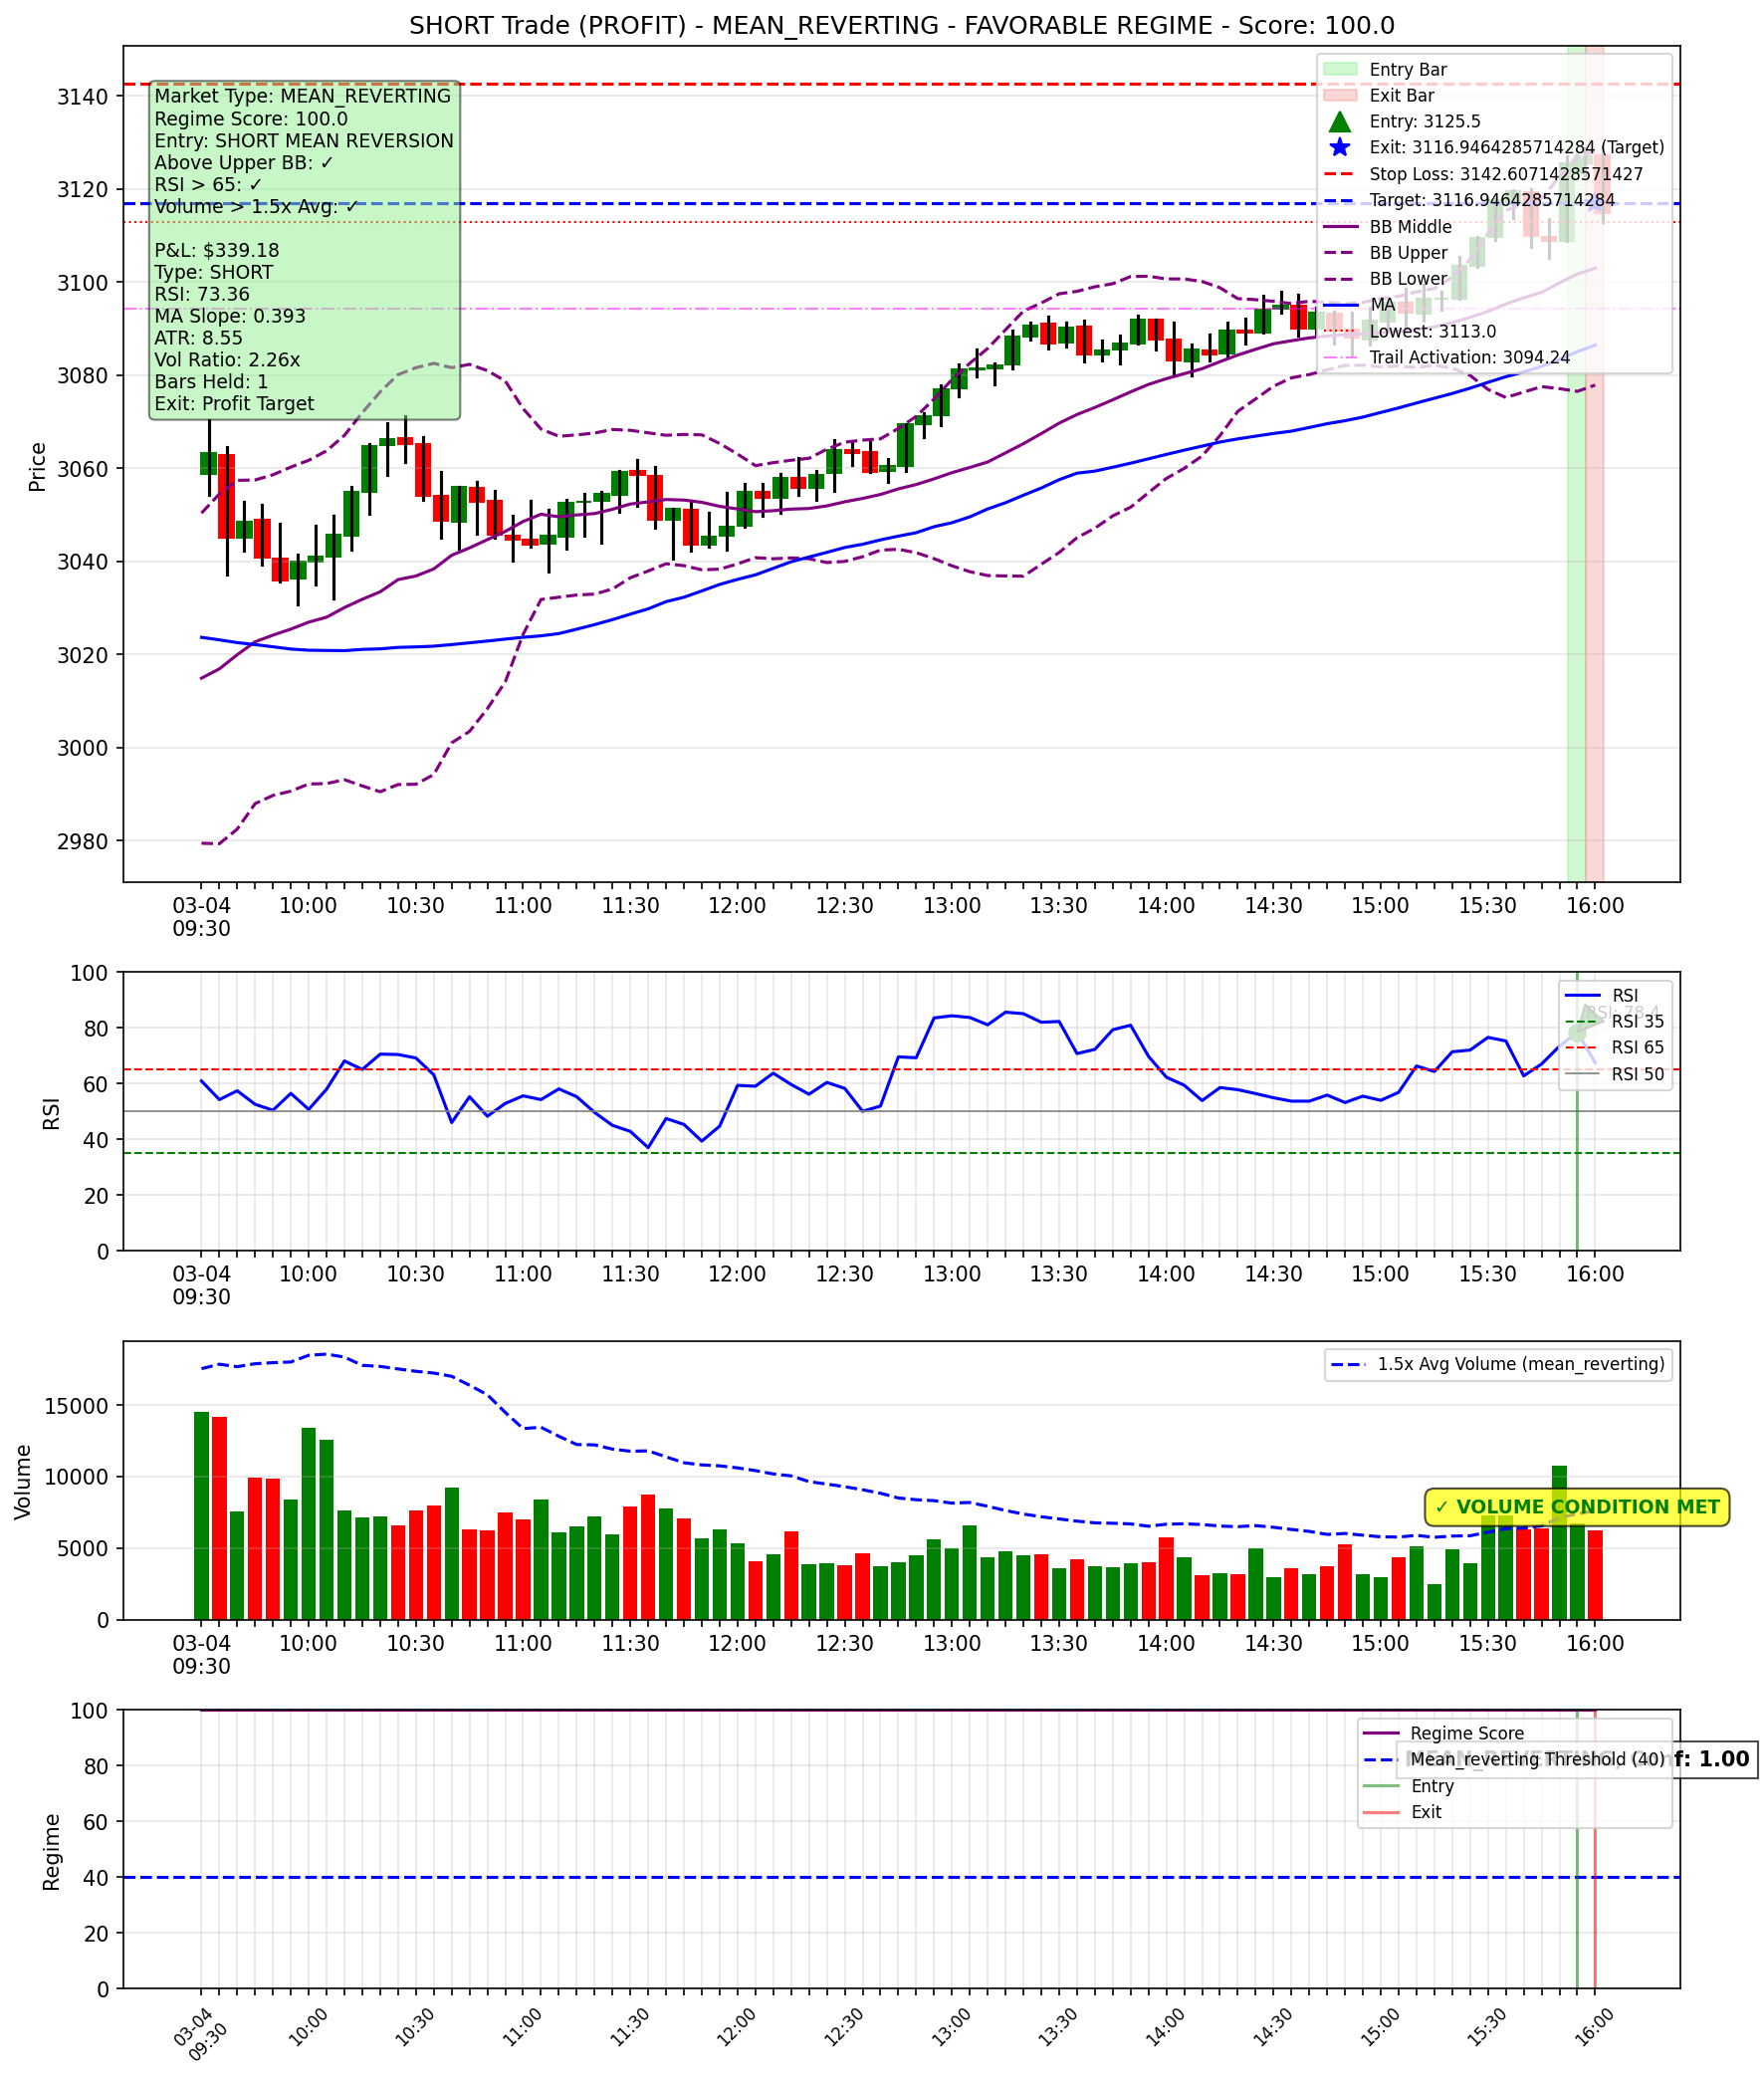 SHORT Trade (PROFIT) - MEAN_REVERTING - FAVORABLE REGIME - Score: 100.0
Market Type: MEAN_REVERTING
Regime Score: 100.0
Entry: SHORT MEAN REVERSION
Above Upper BB: ✓
RSI > 65: ✓
Volume > 1.5x Avg: ✓
P&L: $339.18
Type: SHORT
RSI: 73.36
MA Slope: 0.393
ATR: 8.55
Vol Ratio: 2.26x
Bars Held: 1
Exit: Profit Target
Entry Bar
Exit Bar
Entry: 3125.5
Exit: 3116.9464285714284 (Target)
Stop Loss: 3142.6071428571427
Target: 3116.9464285714284
BB Middle
BB Upper
BB Lower
MA
Lowest: 3113.0
Trail Activation: 3094.24
Price
3140
3120
3100
3080
3060
3040
3020
3000
2980
03-04 10:00 10:30 11:00 11:30 12:00 12:30 13:00 13:30 14:00 14:30 15:00 15:30 16:00
09:30
RSI
100
80
60
40
20
0
RSI
RSI 35
RSI 65
RSI 50
RSI: 78.4
03-04 10:00 10:30 11:00 11:30 12:00 12:30 13:00 13:30 14:00 14:30 15:00 15:30 16:00
09:30
Volume
15000
10000
5000
0
1.5x Avg Volume (mean_reverting)
✓ VOLUME CONDITION MET
03-04 10:00 10:30 11:00 11:30 12:00 12:30 13:00 13:30 14:00 14:30 15:00 15:30 16:00
09:30
Regime
100
80
60
40
20
0
Regime Score
Mean_reverting Threshold (40)
Entry
Exit
f: 1.00
03-04 10:00 10:30 11:00 11:30 12:00 12:30 13:00 13:30 14:00 14:30 15:00 15:30 16:00
09:30